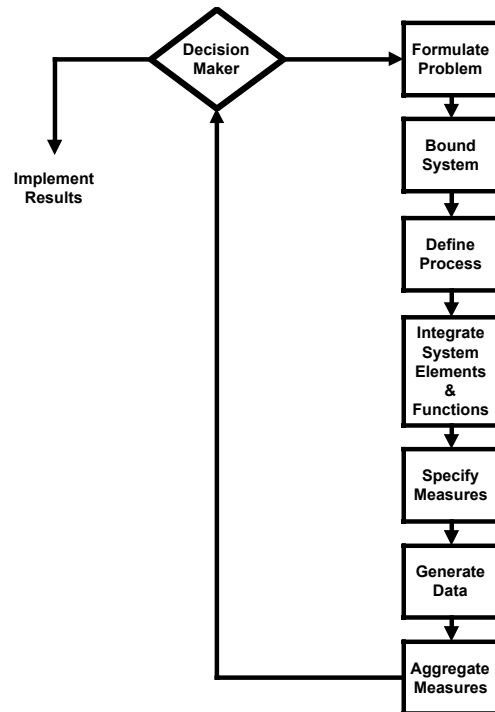 Decision
Maker
Formulate
Problem
Bound
System
Define
Process
Implement
Results
Integrate
System
Elements
&
Functions
Specify
Measures
Generate
Data
Aggregate
Measures